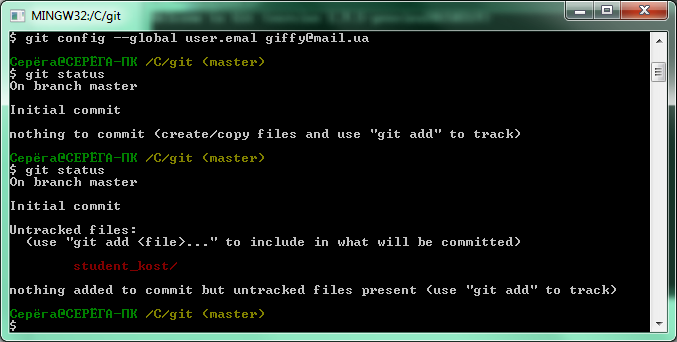 MINGW32:/C/git
$ git config --global user.emal giffy@mail.ua
Серёга@СЕРЁГА-ПК /C/git (master)
$ git status
On branch master
Initial commit
nothing to commit (create/copy files and use "git add" to track)
Серёга@СЕРЁГА-ПК /C/git (master)
$ git status
On branch master
Initial commit
Untracked files:
(use "git add <file>..." to include in what will be committed)
student_kost/
nothing added to commit but untracked files present (use "git add" to track)
Серёга@СЕРЁГА-ПК /C/git (master)
$